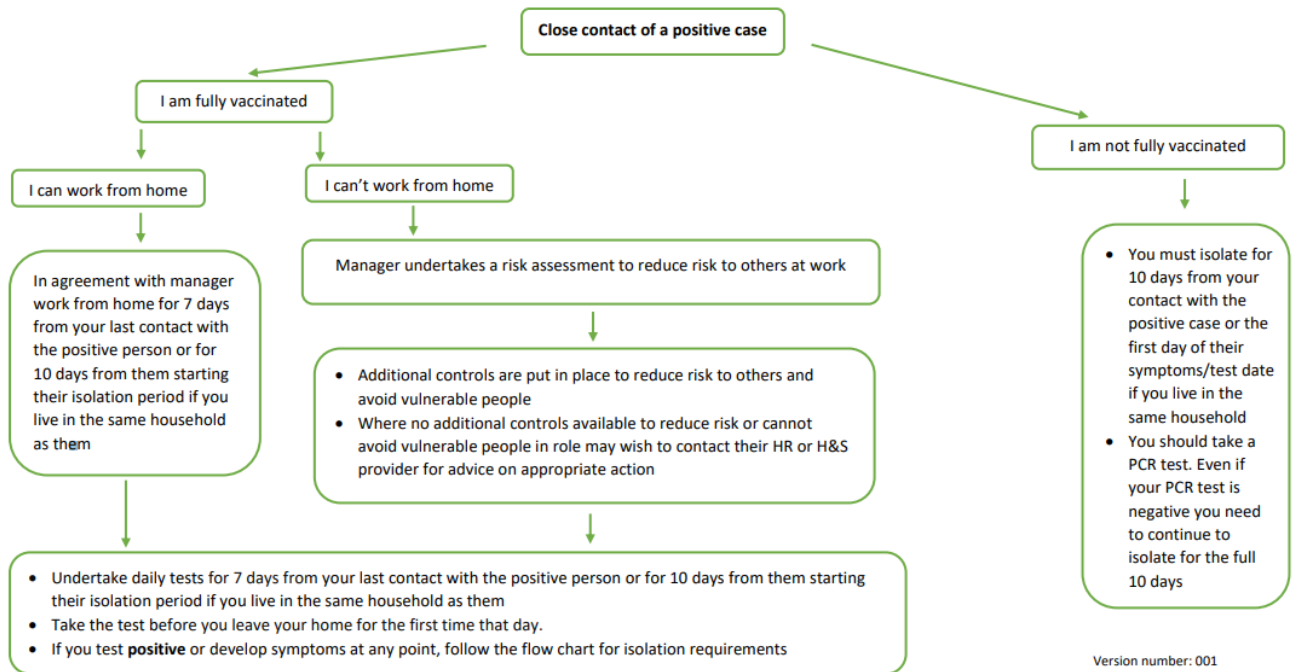 Close contact of a positive case
I am fully vaccinated
I am not fully vaccinated
I can work from home
I can't work from home
In agreement with manager
work from home for 7 days
from your last contact with
the positive person or for
10 days from them starting
their isolation period if you
live in the same household
as them
Manager undertakes a risk assessment to reduce risk to others at work
• Additional controls are put in place to reduce risk to others and
avoid vulnerable people
• Where no additional controls available to reduce risk or cannot
avoid vulnerable people in role may wish to contact their HR or H&S
provider for advice on appropriate action
• You must isolate for
10 days from your
contact with the
positive case or the
first day of their
symptoms/test date
if you live in the
same household
• You should take a
PCR test. Even if
your PCR test is
negative you need
to continue to
isolate for the full
10 days
• Undertake daily tests for 7 days from your last contact with the positive person or for 10 days from them starting
their isolation period if you live in the same household as them
• Take the test before you leave your home for the first time that day.
• If you test positive or develop symptoms at any point, follow the flow chart for isolation requirements
Version number: 001